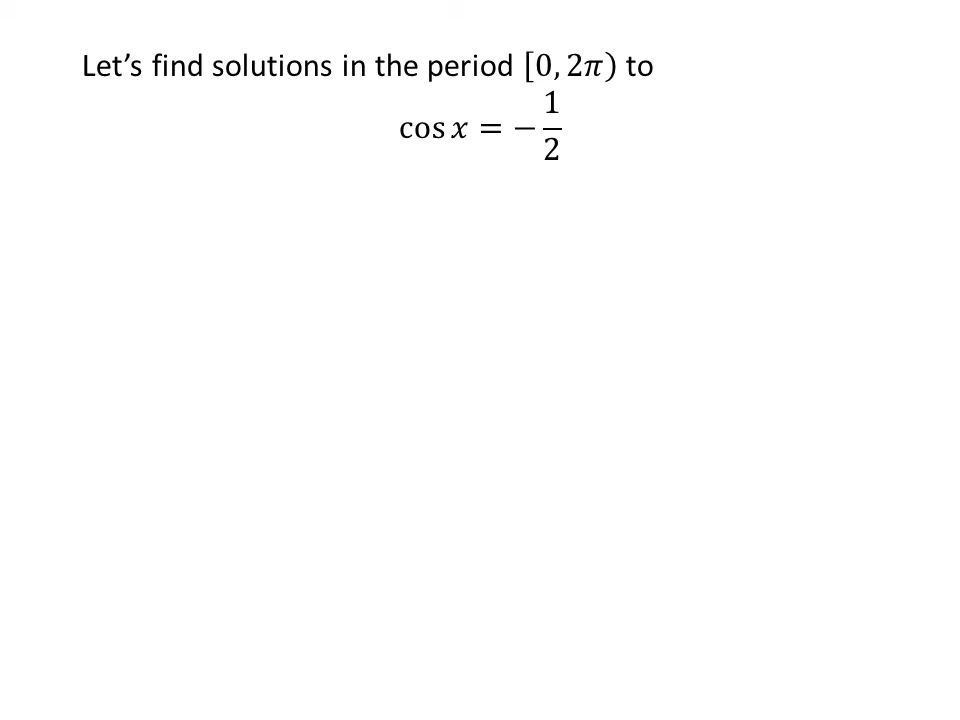 Let’s find solutions in the period [0, 2𝜋) to
cos 𝑥 = −1/2